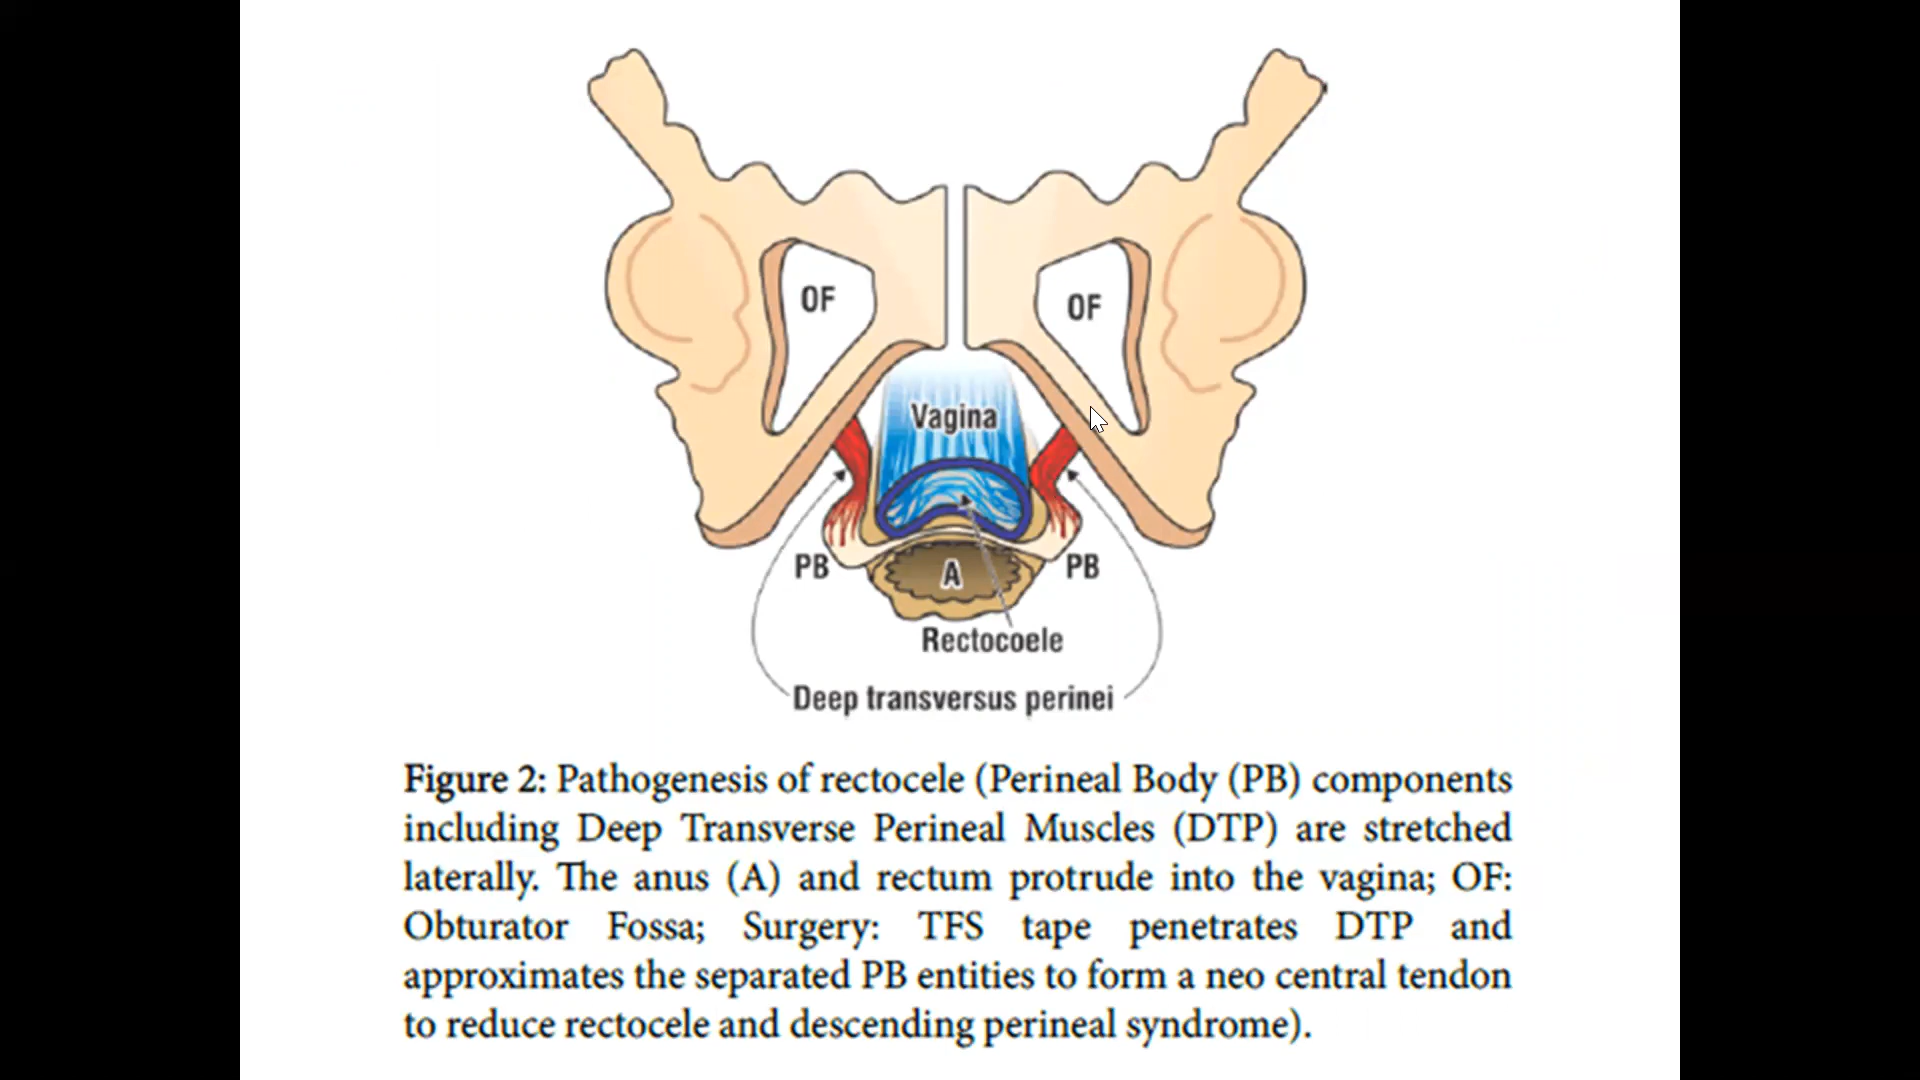 OF
OF
Vagina
PB
PB
A
Rectocoele
Deep transversus perinei
Figure 2: Pathogenesis of rectocele (Perineal Body (PB) components
including Deep Transverse Perineal Muscles (DTP) are stretched
laterally. The anus (A) and rectum protrude into the vagina; OF:
Obturator Fossa; Surgery: TFS tape penetrates DTP and
approximates the separated PB entities to form a neo central tendon
to reduce rectocele and descending perineal syndrome).